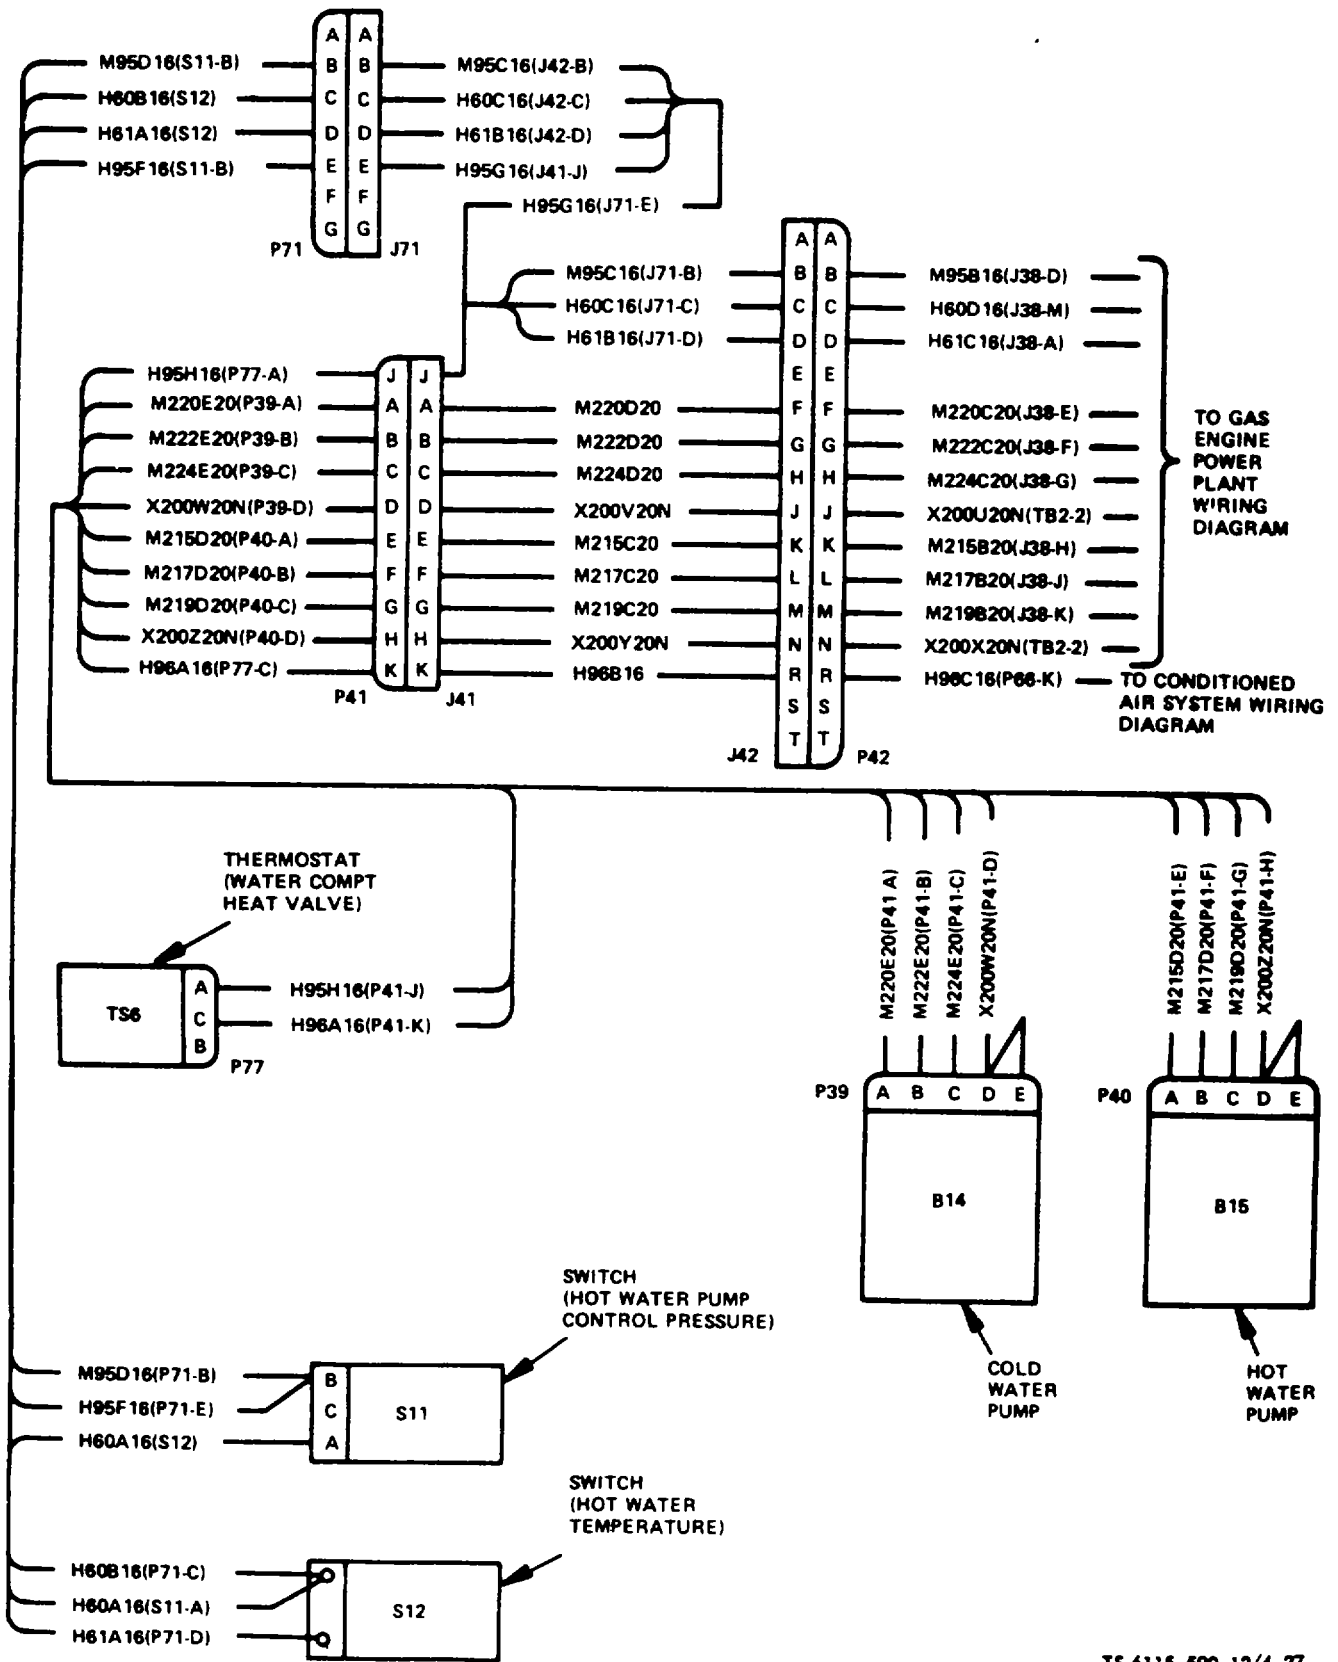 A A
M95D16(S11-B) B B M95C16(J42-B)
H60B16(S12) C C H60C16(J42-C)
H61A16(S12) D D H61B16(J42-D)
H95F16(S11-B) E E H95G16(J41-J)
F F
G G
P71 J71
H95G16(J71-E)
A A
M95C16(J71-B) B B M95B16(J38-D)
H60C16(J71-C) C C H60D16(J38-M)
H61B16(J71-D) D D H61C16(J38-A)
E E
H95H16(P77-A) J J
M220E20(P39-A) A A M220D20 F F M220C20(J38-E)
M222E20(P39-B) B B M222D20 G G M222C20(J38-F)
M224E20(P39-C) C C M224D20 H H M224C20(J38-G)
X200W20N(P39-D) D D X200V20N J J X200U20N(TB2-2)
M215D20(P40-A) E E M215C20 K K M215B20(J38-H)
M217D20(P40-B) F F M217C20 L L M217B20(J38-J)
M219D20(P40-C) G G M219C20 M M M219B20(J38-K)
X200Z20N(P40-D) H H X200Y20N N N X200X20N(TB2-2)
H96A16(P77-C) K K H96B16 R R H96C16(P66-K)
S S
T T
P41 J41
J42 P42
TO GAS
ENGINE
POWER
PLANT
WIRING
DIAGRAM
TO CONDITIONED
AIR SYSTEM WIRING
DIAGRAM
THERMOSTAT
(WATER COMPT
HEAT VALVE)
TS6
A H95H16(P41-J)
C H96A16(P41-K)
B
P77
M220E20(P41 A)
M222E20(P41-B)
M224E20(P41-C)
X200W20N(P41-D)
M215D20(P41-E)
M217D20(P41-F)
M219D20(P41-G)
X200Z20N(P41-H)
P39 A B C D E
P40 A B C D E
B14
B15
COLD
WATER
PUMP
HOT
WATER
PUMP
SWITCH
(HOT WATER PUMP
CONTROL PRESSURE)
M95D16(P71-B) B
H95F16(P71-E) C S11
H60A16(S12) A
SWITCH
(HOT WATER
TEMPERATURE)
H60B16(P71-C)
H60A16(S11-A) S12
H61A16(P71-D)